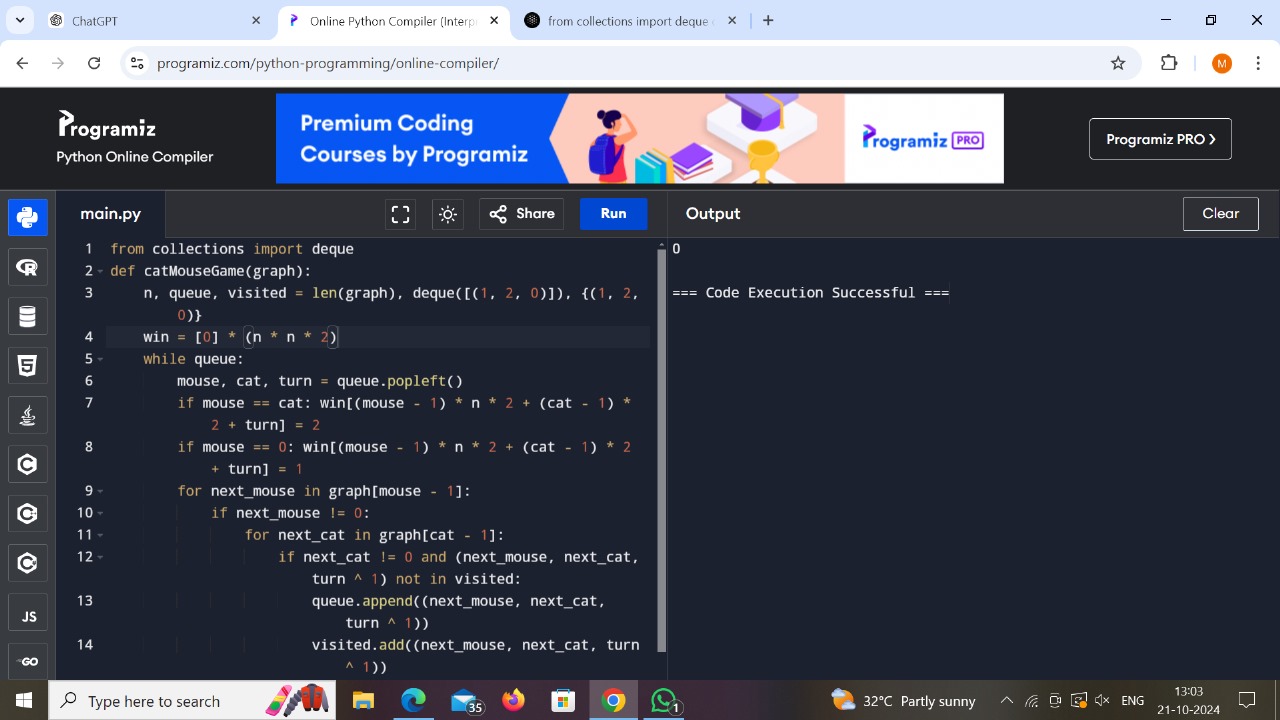 ChatGPT
Online Python Compiler (Interp
from collections import deque
programiz.com/python-programming/online-compiler/
M
Programiz
Python Online Compiler
Premium Coding
Courses by Programiz
Programiz PRO
Programiz PRO >
main.py
Share
Run
Output
Clear
1 from collections import deque
2 def catMouseGame(graph):
3 n, queue, visited = len(graph), deque([(1, 2, 0)]), {(1, 2,
0)}
4 win = [0] * (n * n * 2)
5 while queue:
6 mouse, cat, turn = queue.popleft()
7 if mouse == cat: win[(mouse - 1) * n * 2 + (cat - 1) *
2 + turn] = 2
8 if mouse == 0: win[(mouse - 1) * n * 2 + (cat - 1) * 2
+ turn] = 1
9 for next_mouse in graph[mouse - 1]:
10 if next_mouse != 0:
11 for next_cat in graph[cat - 1]:
12 if next_cat != 0 and (next_mouse, next_cat,
turn ^ 1) not in visited:
13 queue.append((next_mouse, next_cat,
turn ^ 1))
14 visited.add((next_mouse, next_cat, turn
^ 1))
0
=== Code Execution Successful ===
JS
GO
Type here to search
35
1
32°C Partly sunny
ENG
13:03
21-10-2024